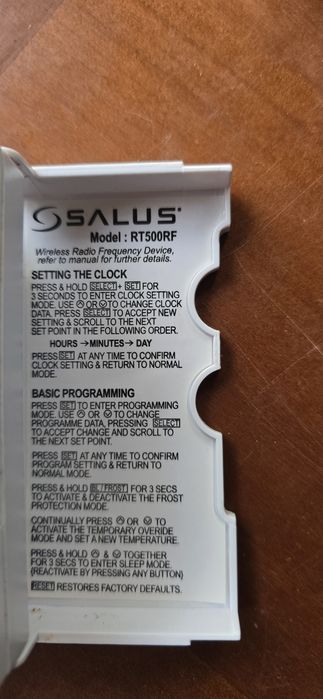 SALUS
Model : RT500RF
Wireless Radio Frequency Device,
refer to manual for further details.
SETTING THE CLOCK
PRESS & HOLD SELECT + SET FOR
3 SECONDS TO ENTER CLOCK SETTING
MODE. USE OR TO CHANGE CLOCK
DATA. PRESS SELECT TO ACCEPT NEW
SETTING & SCROLL TO THE NEXT
SET POINT IN THE FOLLOWING ORDER.
HOURS → MINUTES → DAY
PRESS SET AT ANY TIME TO CONFIRM
CLOCK SETTING & RETURN TO NORMAL
MODE.
BASIC PROGRAMMING
PRESS SET TO ENTER PROGRAMMING
MODE. USE OR TO CHANGE
PROGRAMME DATA, PRESSING SELECT
TO ACCEPT CHANGE AND SCROLL TO
THE NEXT SET POINT.
PRESS SET AT ANY TIME TO CONFIRM
PROGRAM SETTING & RETURN TO
NORMAL MODE.
PRESS & HOLD BL/FROST FOR 3 SECS
TO ACTIVATE & DEACTIVATE THE FROST
PROTECTION MODE.
CONTINUALLY PRESS OR TO
ACTIVATE THE TEMPORARY OVERIDE
MODE AND SET A NEW TEMPERATURE.
PRESS & HOLD & TOGETHER
FOR 3 SECS TO ENTER SLEEP MODE.
(REACTIVATE BY PRESSING ANY BUTTON)
RESET RESTORES FACTORY DEFAULTS.